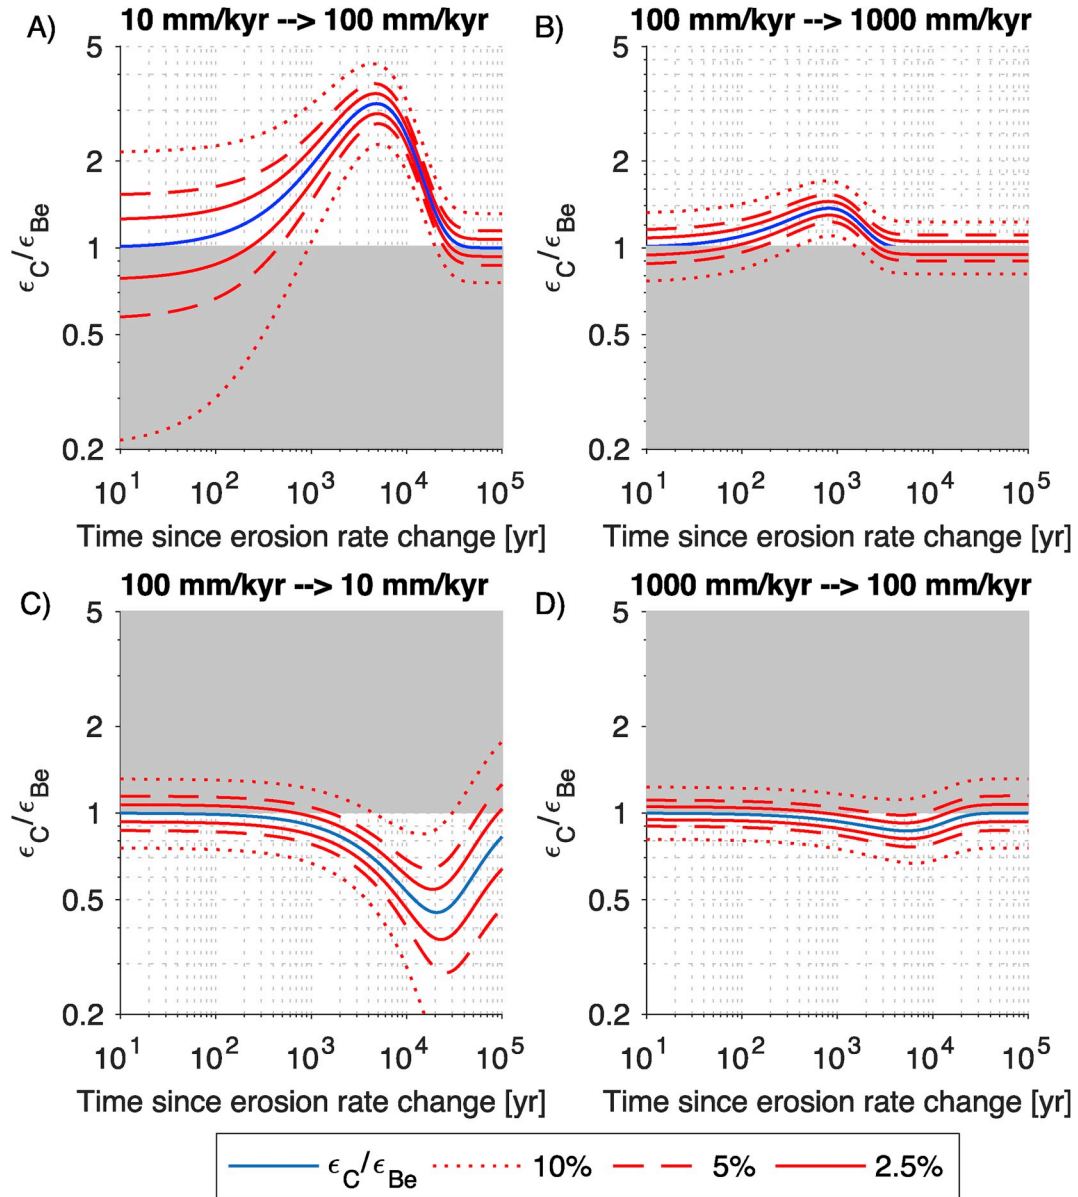 A) 10 mm/kyr --> 100 mm/kyr
B) 100 mm/kyr --> 1000 mm/kyr
5
2
1
0.5
0.2
ϵC/ϵBe
10^1 10^2 10^3 10^4 10^5
Time since erosion rate change [yr]
5
2
1
0.5
0.2
ϵC/ϵBe
10^1 10^2 10^3 10^4 10^5
Time since erosion rate change [yr]
C) 100 mm/kyr --> 10 mm/kyr
D) 1000 mm/kyr --> 100 mm/kyr
5
2
1
0.5
0.2
ϵC/ϵBe
10^1 10^2 10^3 10^4 10^5
Time since erosion rate change [yr]
5
2
1
0.5
0.2
ϵC/ϵBe
10^1 10^2 10^3 10^4 10^5
Time since erosion rate change [yr]
ϵC/ϵBe 10% 5% 2.5%